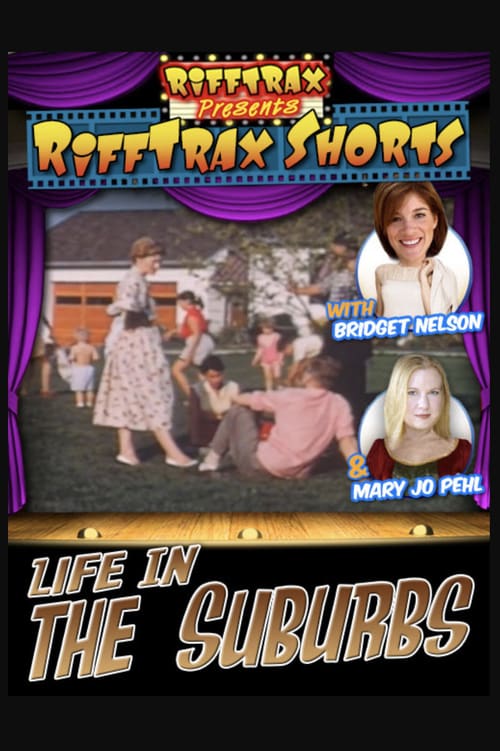 RiffTrax
Presents
RiffTrax Shorts
WITH
BRIDGET NELSON
&
MARY JO PEHL
LIFE IN
THE SUBURBS